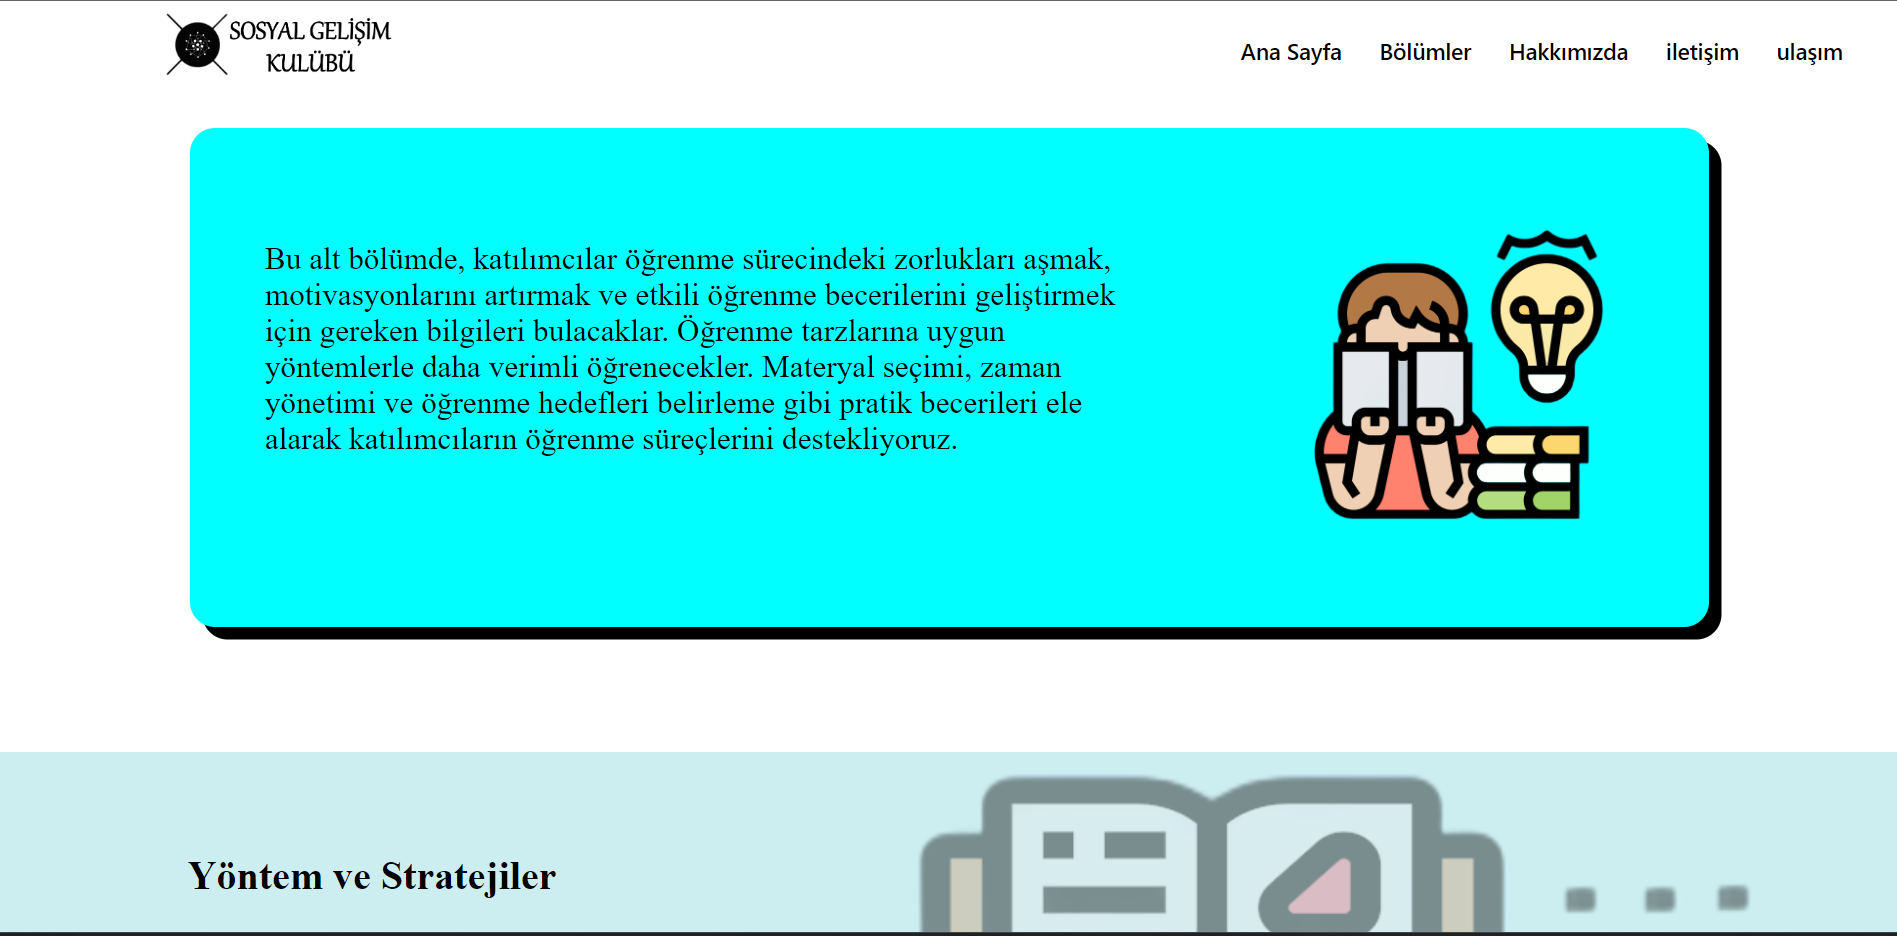 SOSYAL GELİŞİM
KULÜBÜ
Ana Sayfa Bölümler Hakkımızda iletişim ulaşım
Bu alt bölümde, katılımcılar öğrenme sürecindeki zorlukları aşmak,
motivasyonlarını artırmak ve etkili öğrenme becerilerini geliştirmek
için gereken bilgileri bulacaklar. Öğrenme tarzlarına uygun
yöntemlerle daha verimli öğrenecekler. Materyal seçimi, zaman
yönetimi ve öğrenme hedefleri belirleme gibi pratik becerileri ele
alarak katılımcıların öğrenme süreçlerini destekliyoruz.
Yöntem ve Stratejiler